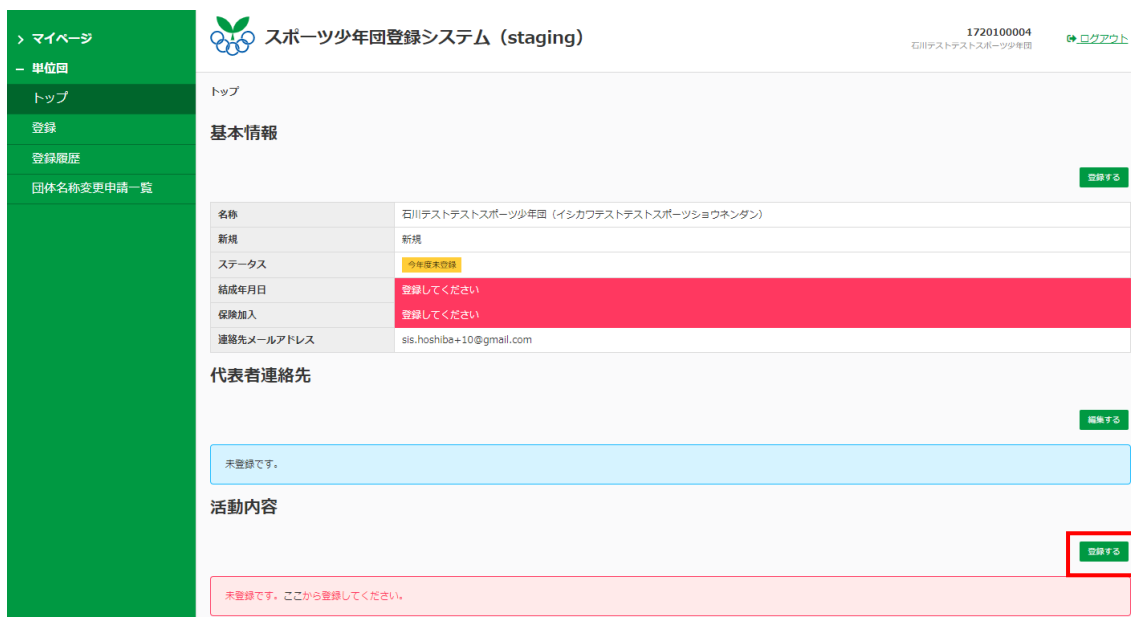 > マイページ
− 単位団
トップ
登録
登録履歴
団体名称変更申請一覧
スポーツ少年団登録システム（staging）
1720100004
石川テストテストスポーツ少年団
ログアウト
トップ
基本情報
登録する
名称 石川テストテストスポーツ少年団（イシカワテストテストスポーツショウネンダン）
新規 新規
ステータス 今年度未登録
結成年月日 登録してください
保険加入 登録してください
連絡先メールアドレス sis.hoshiba+10@gmail.com
代表者連絡先
編集する
未登録です。
活動内容
登録する
未登録です。ここから登録してください。